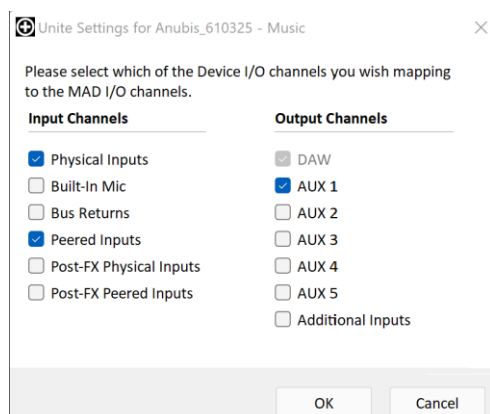 Unite Settings for Anubis_610325 - Music
Please select which of the Device I/O channels you wish mapping
to the MAD I/O channels.
Input Channels
Physical Inputs
Built-In Mic
Bus Returns
Peered Inputs
Post-FX Physical Inputs
Post-FX Peered Inputs
Output Channels
DAW
AUX 1
AUX 2
AUX 3
AUX 4
AUX 5
Additional Inputs
OK
Cancel